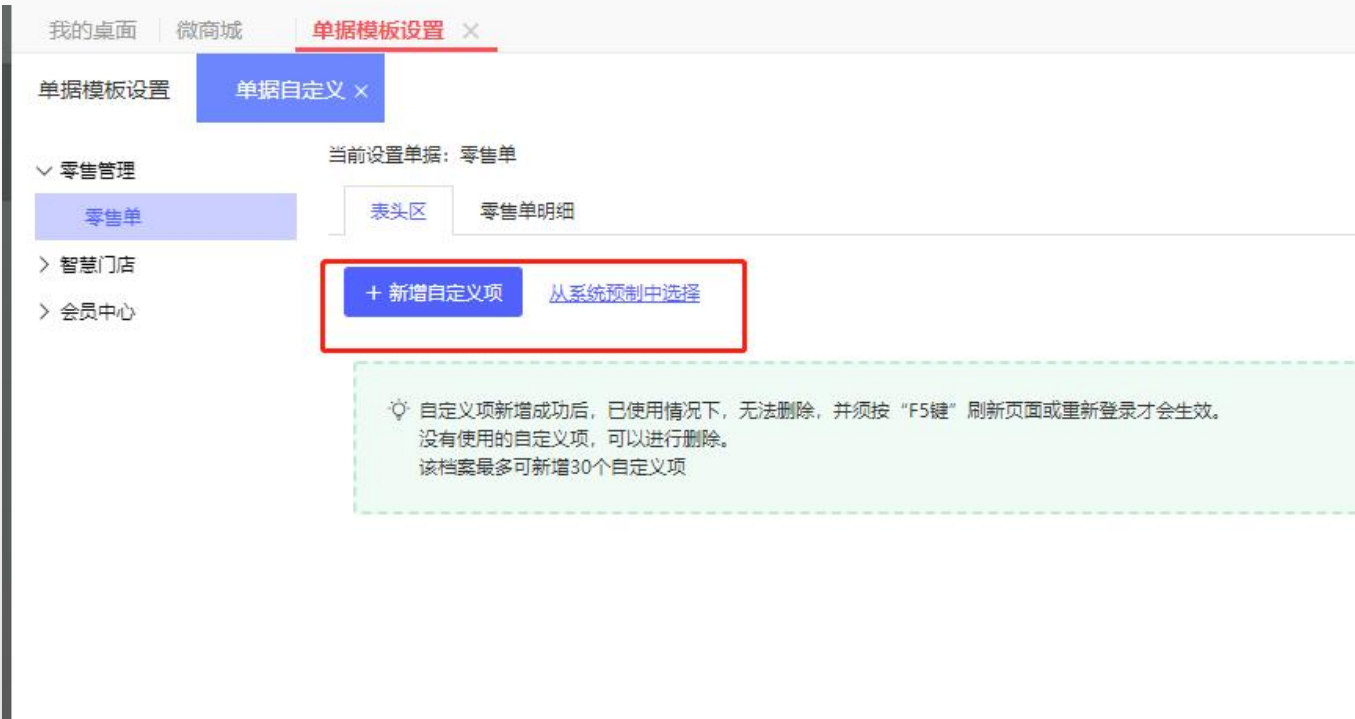 我的桌面 微商城 单据模板设置
单据模板设置 单据自定义
零售管理
零售单
智慧门店
会员中心
当前设置单据：零售单
表头区 零售单明细
+ 新增自定义项 从系统预制中选择
自定义项新增成功后，已使用情况下，无法删除，并须按“F5键”刷新页面或重新登录才会生效。
没有使用的自定义项，可以进行删除。
该档案最多可新增30个自定义项